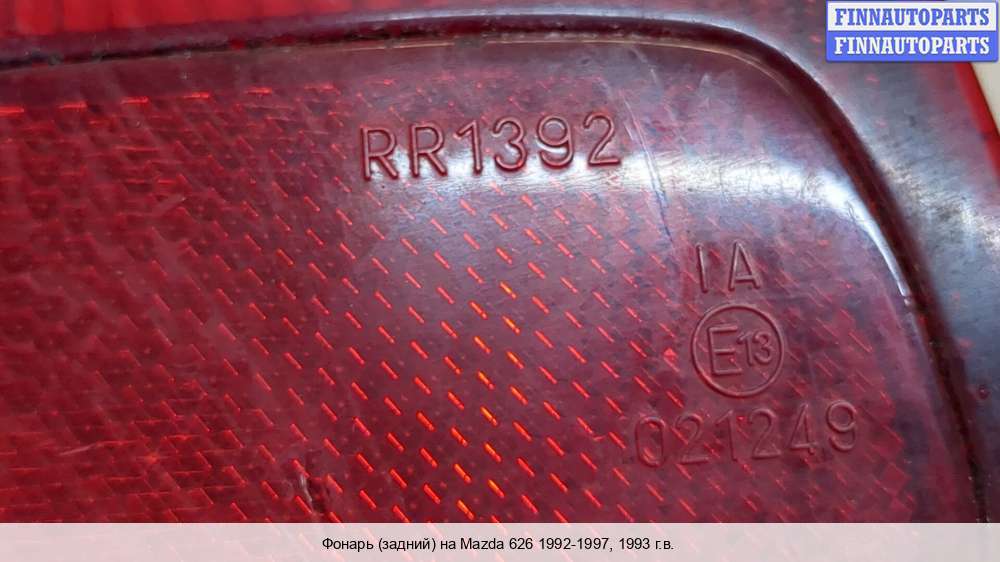 FINNAUTOPARTS
FINNAUTOPARTS
RR1392
IA
E13
021249
Фонарь (задний) на Mazda 626 1992-1997, 1993 г.в.